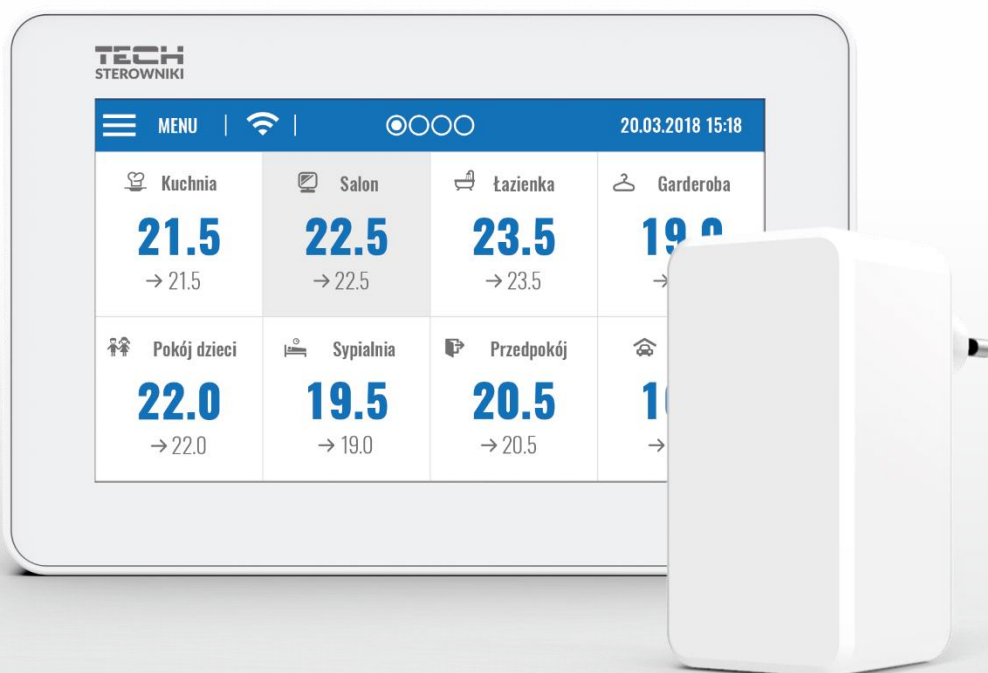 TECH
STEROWNIKI
MENU | | 20.03.2018 15:18
Kuchnia Salon Łazienka Garderoba
21.5 22.5 23.5
→ 21.5 → 22.5 → 23.5 →
Pokój dzieci Sypialnia Przedpokój
22.0 19.5 20.5
→ 22.0 → 19.0 → 20.5 →